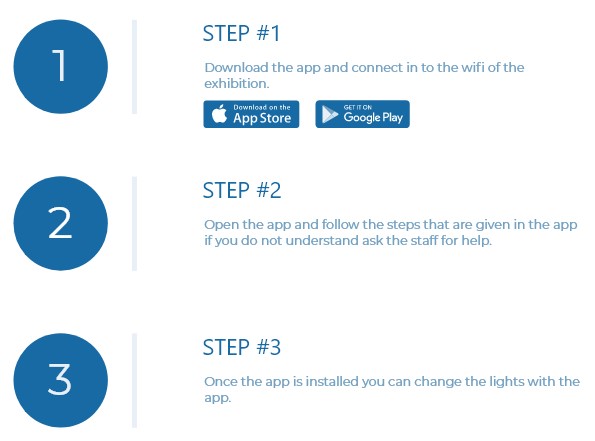 1
STEP #1
Download the app and connect in to the wifi of the
exhibition.
Download on the
App Store
GET IT ON
Google Play
2
STEP #2
Open the app and follow the steps that are given in the app
if you do not understand ask the staff for help.
3
STEP #3
Once the app is installed you can change the lights with the
app.